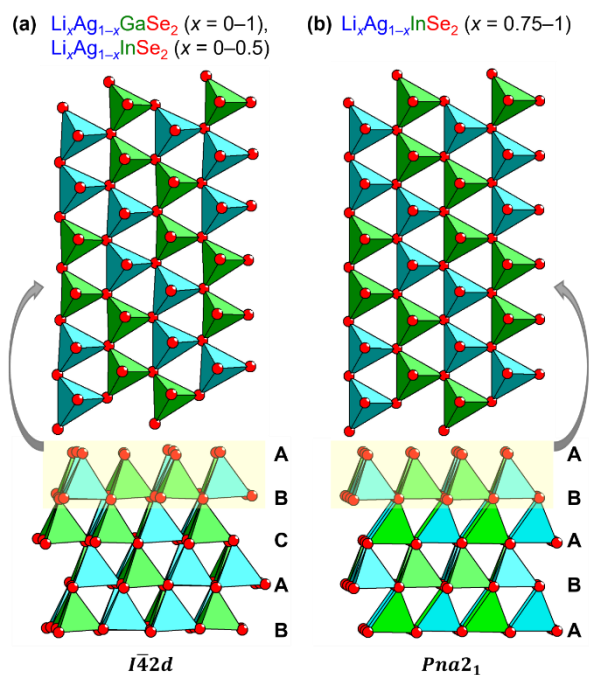 (a) LiₓAg₁₋ₓGaSe₂ (x = 0–1),
LiₓAg₁₋ₓInSe₂ (x = 0–0.5)
(b) LiₓAg₁₋ₓInSe₂ (x = 0.75–1)
A
B
C
A
B
I4̅2d
A
B
A
B
A
Pna2₁